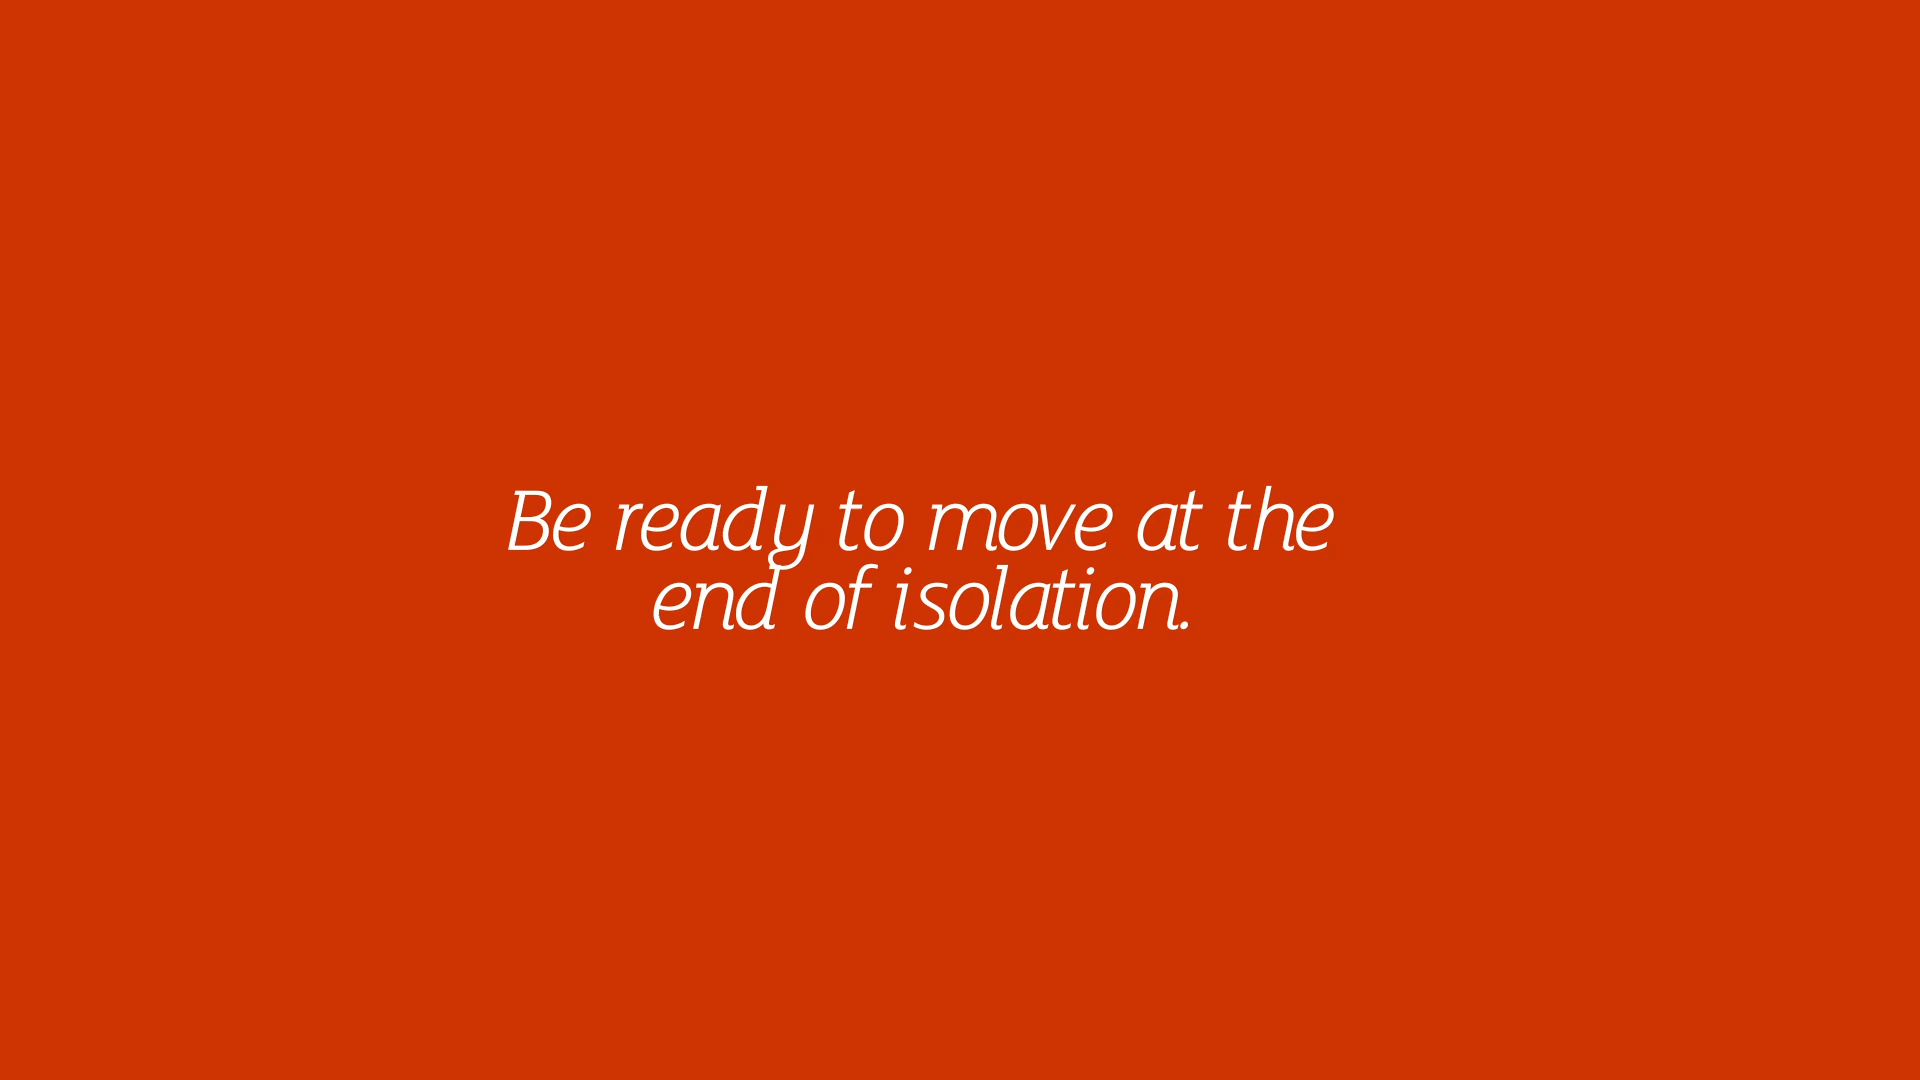 Be ready to move at the
end of isolation.